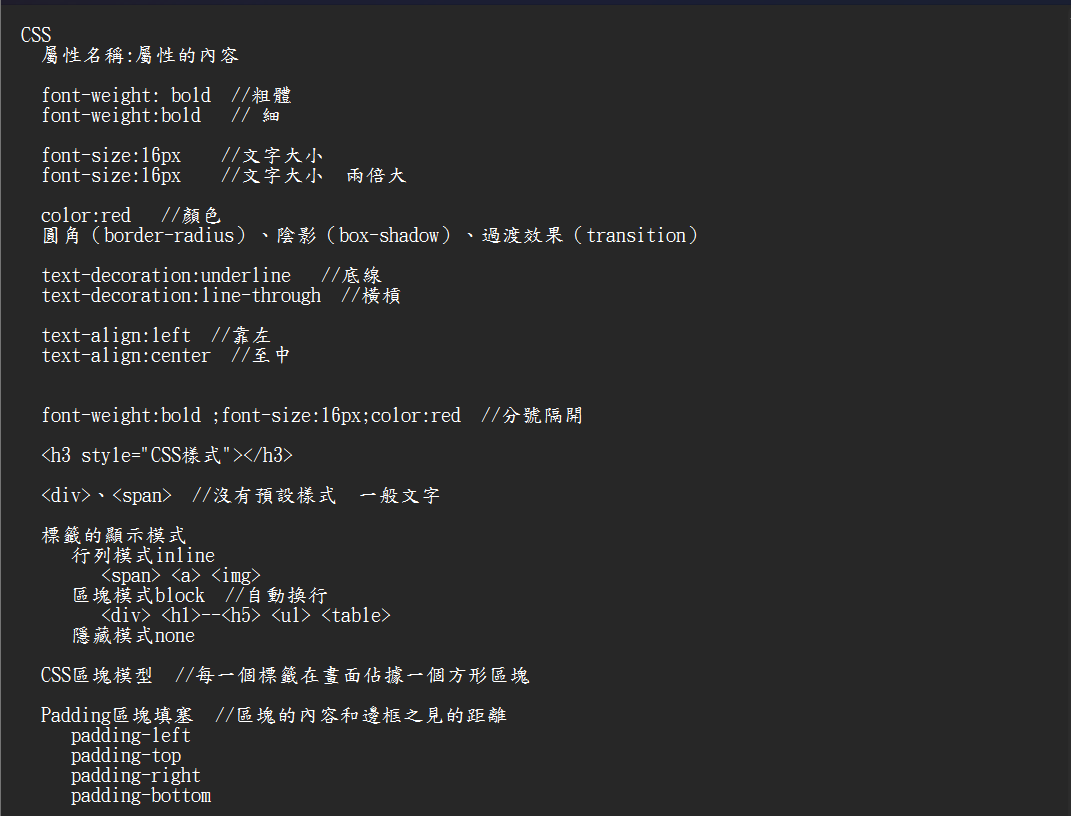 CSS
屬性名稱:屬性的內容
font-weight: bold  //粗體
font-weight:bold   // 細
font-size:16px    //文字大小
font-size:16px    //文字大小  兩倍大
color:red   //顏色
圓角（border-radius）、陰影（box-shadow）、過渡效果（transition）
text-decoration:underline   //底線
text-decoration:line-through  //橫槓
text-align:left  //靠左
text-align:center  //至中
font-weight:bold ;font-size:16px;color:red  //分號隔開
<h3 style="CSS樣式"></h3>
<div>、<span>  //沒有預設樣式  一般文字
標籤的顯示模式
行列模式inline
<span> <a> <img>
區塊模式block  //自動換行
<div> <h1>--<h5> <ul> <table>
隱藏模式none
CSS區塊模型  //每一個標籤在畫面佔據一個方形區塊
Padding區塊填塞  //區塊的內容和邊框之見的距離
padding-left
padding-top
padding-right
padding-bottom